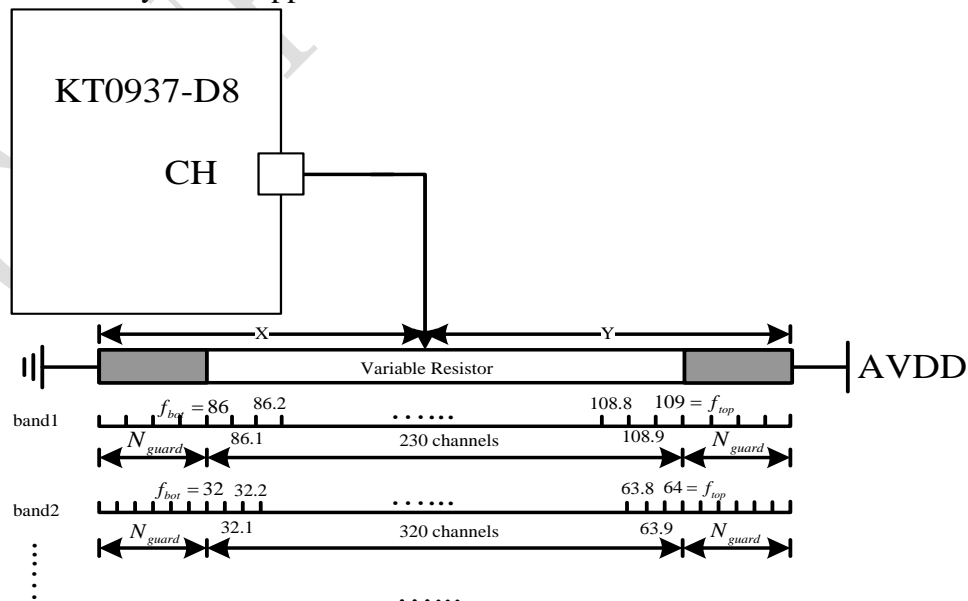 KT0937-D8
CH
X Y
Variable Resistor
AVDD
band1
f_bot = 86 86.2 ...... 108.8 109 = f_top
N_guard 86.1 230 channels 108.9 N_guard
band2
f_bot = 32 32.2 ...... 63.8 64 = f_top
N_guard 32.1 320 channels 63.9 N_guard
......